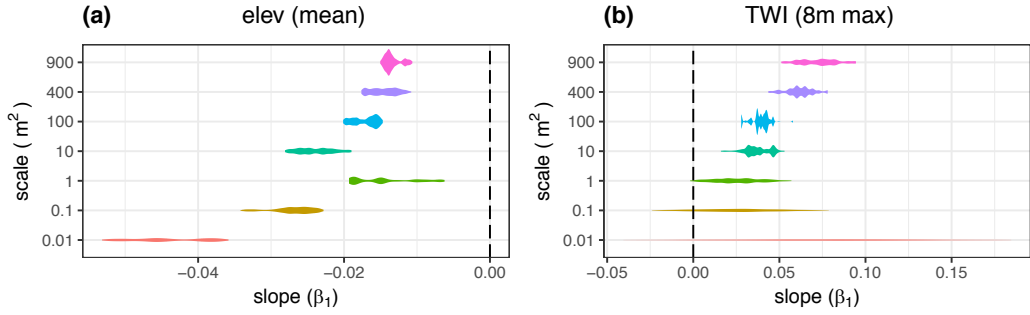 (a) elev (mean)
900
400
100
10
1
0.1
0.01
scale ( m²)
−0.04 −0.02 0.00
slope (β₁)
(b) TWI (8m max)
900
400
100
10
1
0.1
0.01
scale ( m²)
−0.05 0.00 0.05 0.10 0.15
slope (β₁)